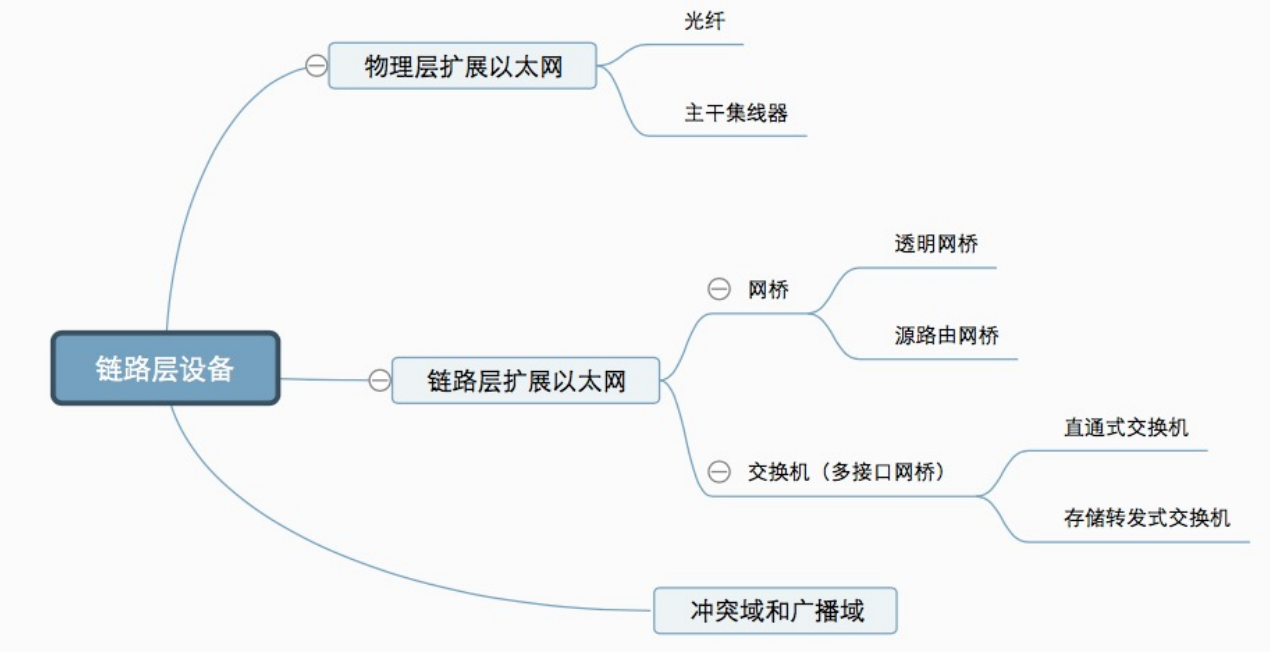 光纤
物理层扩展以太网
主干集线器
透明网桥
网桥
源路由网桥
链路层设备
链路层扩展以太网
直通式交换机
交换机（多接口网桥）
存储转发式交换机
冲突域和广播域